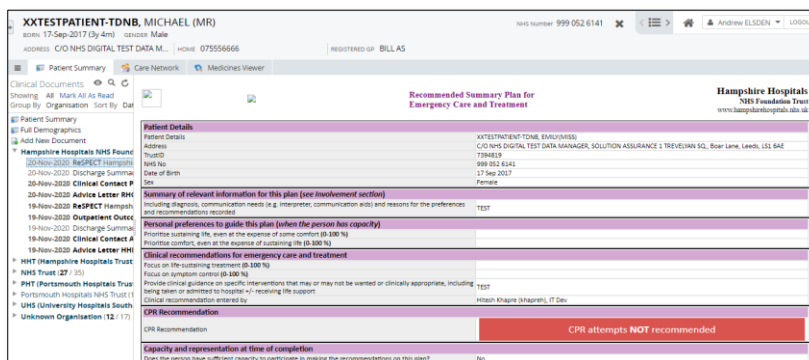 XXTESTPATIENT-TDNB, MICHAEL (MR)
BORN 17-Sep-2017 (3y 4m) GENDER Male
NHS Number 999 052 6141
Andrew ELSDEN
LOGOU
ADDRESS C/O NHS DIGITAL TEST DATA M... HOME 075556666 REGISTERED GP BILL AS
Patient Summary Care Network Medicines Viewer
Clinical Documents
Showing All Mark All As Read
Group By Organisation Sort By Dat
Patient Summary
Full Demographics
Add New Document
Hampshire Hospitals NHS Found
20-Nov-2020 ReSPECT Hampshi
20-Nov-2020 Discharge Summa
20-Nov-2020 Clinical Contact P
20-Nov-2020 Advice Letter RHC
19-Nov-2020 ReSPECT Hampsh
19-Nov-2020 Outpatient Outco
19-Nov-2020 Discharge Summa
19-Nov-2020 Clinical Contact A
19-Nov-2020 Advice Letter HHI
HHT (Hampshire Hospitals Trust
NHS Trust (27 / 35)
PHT (Portsmouth Hospitals Trust
Portsmouth Hospitals NHS Trust (1
UHS (University Hospitals South
Unknown Organisation (12 / 17)
Recommended Summary Plan for
Emergency Care and Treatment
Hampshire Hospitals
NHS Foundation Trust
www.hampshirehospitals.nhs.uk
Patient Details
Patient Details XXTESTPATIENT-TDNB, EMILY(MISS)
Address C/O NHS DIGITAL TEST DATA MANAGER, SOLUTION ASSURANCE 1 TREVELYAN SQ., Boar Lane, Leeds, LS1 6AE
TrustID 7394819
NHS No 999 052 6141
Date of Birth 17 Sep 2017
Sex Female
Summary of relevant information for this plan (see involvement section)
Including diagnosis, communication needs (e.g. interpreter, communication aids) and reasons for the preferences
and recommendations recorded
TEST
Personal preferences to guide this plan (when the person has capacity)
Prioritise sustaining life, even at the expense of some comfort (0-100 %)
Prioritise comfort, even at the expense of sustaining life (0-100 %)
Clinical recommendations for emergency care and treatment
Focus on life-sustaining treatment (0-100 %)
Focus on symptom control (0-100 %)
Provide clinical guidance on specific interventions that may or may not be wanted or clinically appropriate, including
being taken or admitted to hospital +/- receiving life support
TEST
Clinical recommendation entered by Hitesh Khapre (khapreh), IT Dev
CPR Recommendation
CPR Recommendation CPR attempts NOT recommended
Capacity and representation at time of completion
Does the person have sufficient capacity to participate in making the recommendations on this plan? No